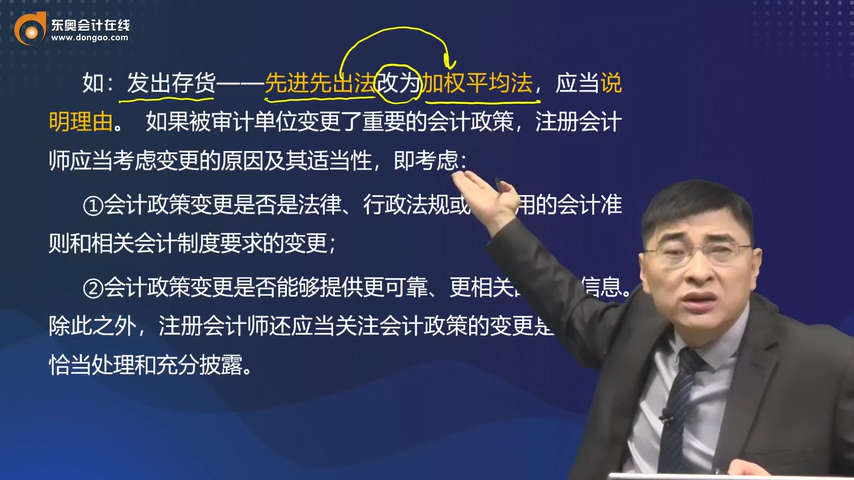 东奥会计在线
www.dongao.com
如：发出存货——先进先出法改为加权平均法，应当说
明理由。 如果被审计单位变更了重要的会计政策，注册会计
师应当考虑变更的原因及其适当性，即考虑：
①会计政策变更是否是法律、行政法规或 用的会计准
则和相关会计制度要求的变更；
②会计政策变更是否能够提供更可靠、更相关 信息。
除此之外，注册会计师还应当关注会计政策的变更是
恰当处理和充分披露。